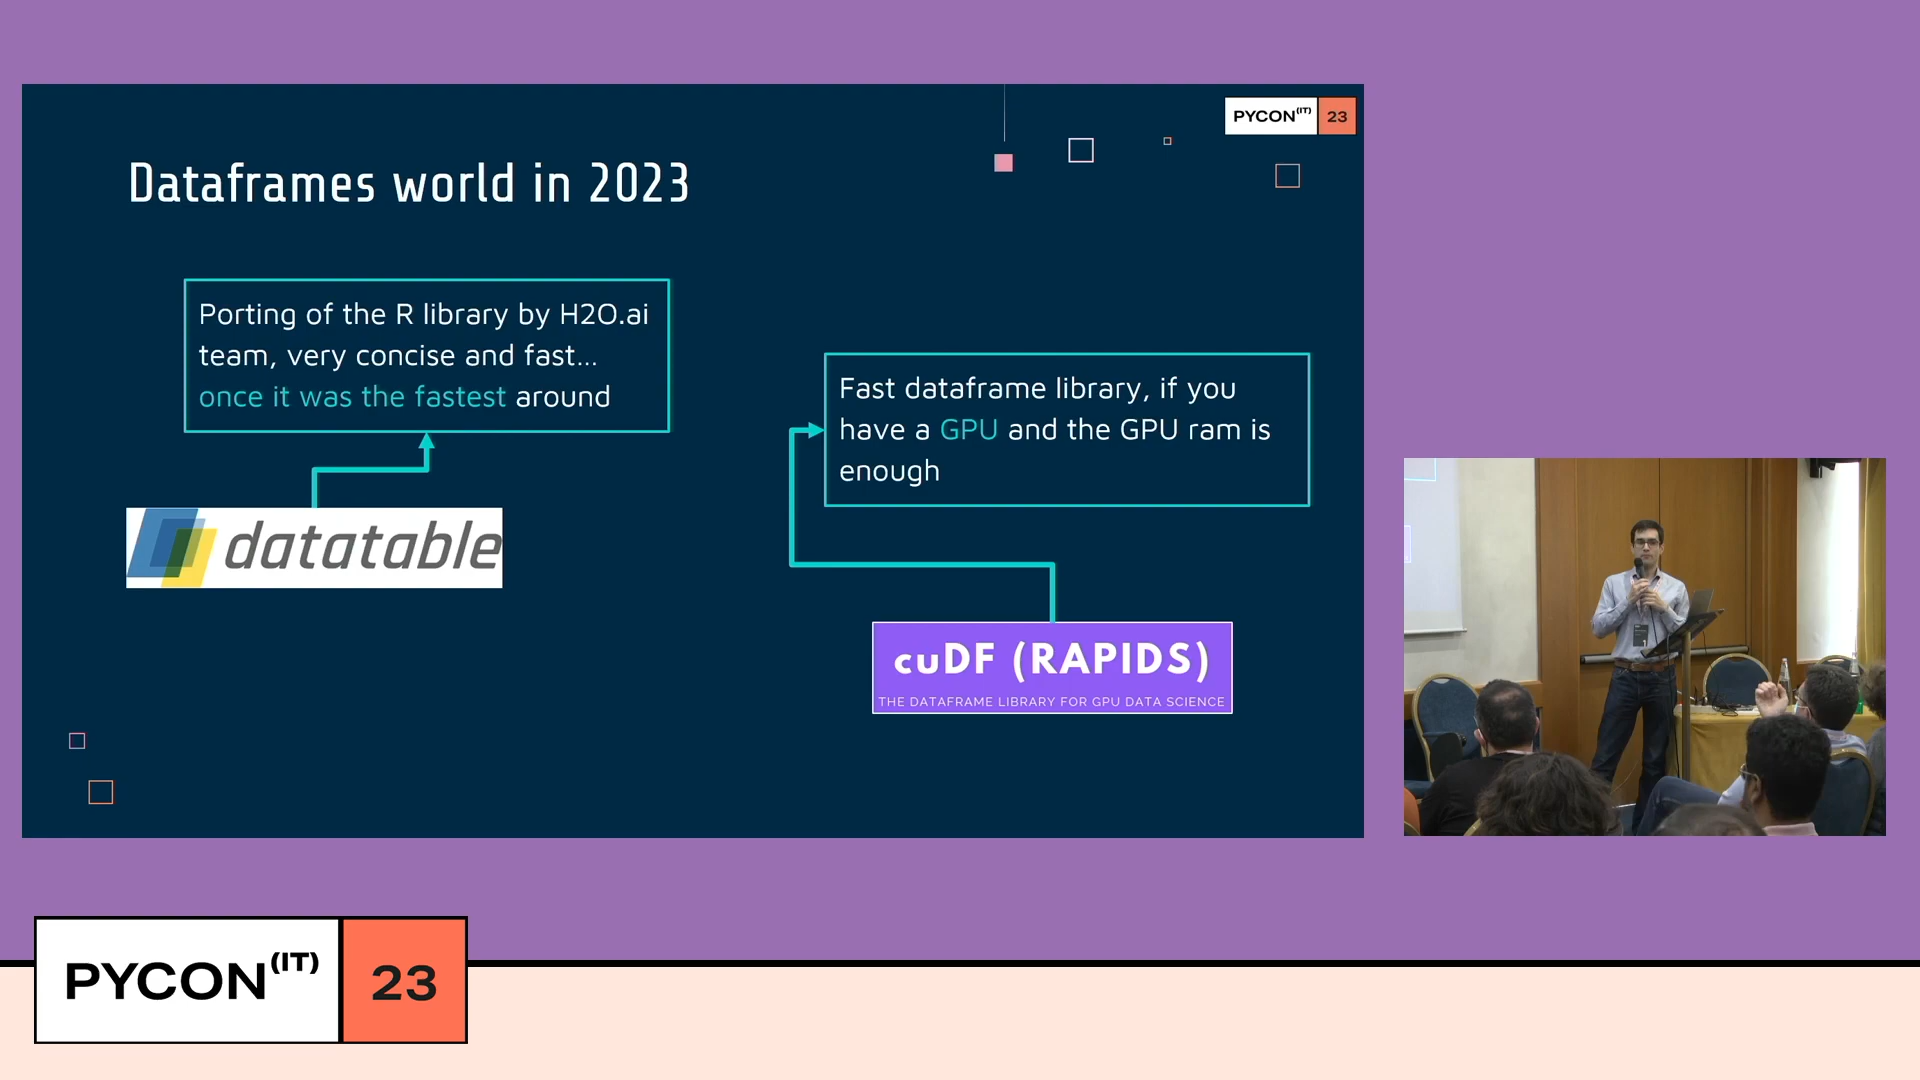 PYCON(IT) 23
Dataframes world in 2023
Porting of the R library by H2O.ai
team, very concise and fast...
once it was the fastest around
Fast dataframe library, if you
have a GPU and the GPU ram is
enough
datatable
cuDF (RAPIDS)
THE DATAFRAME LIBRARY FOR GPU DATA SCIENCE
PYCON(IT) 23